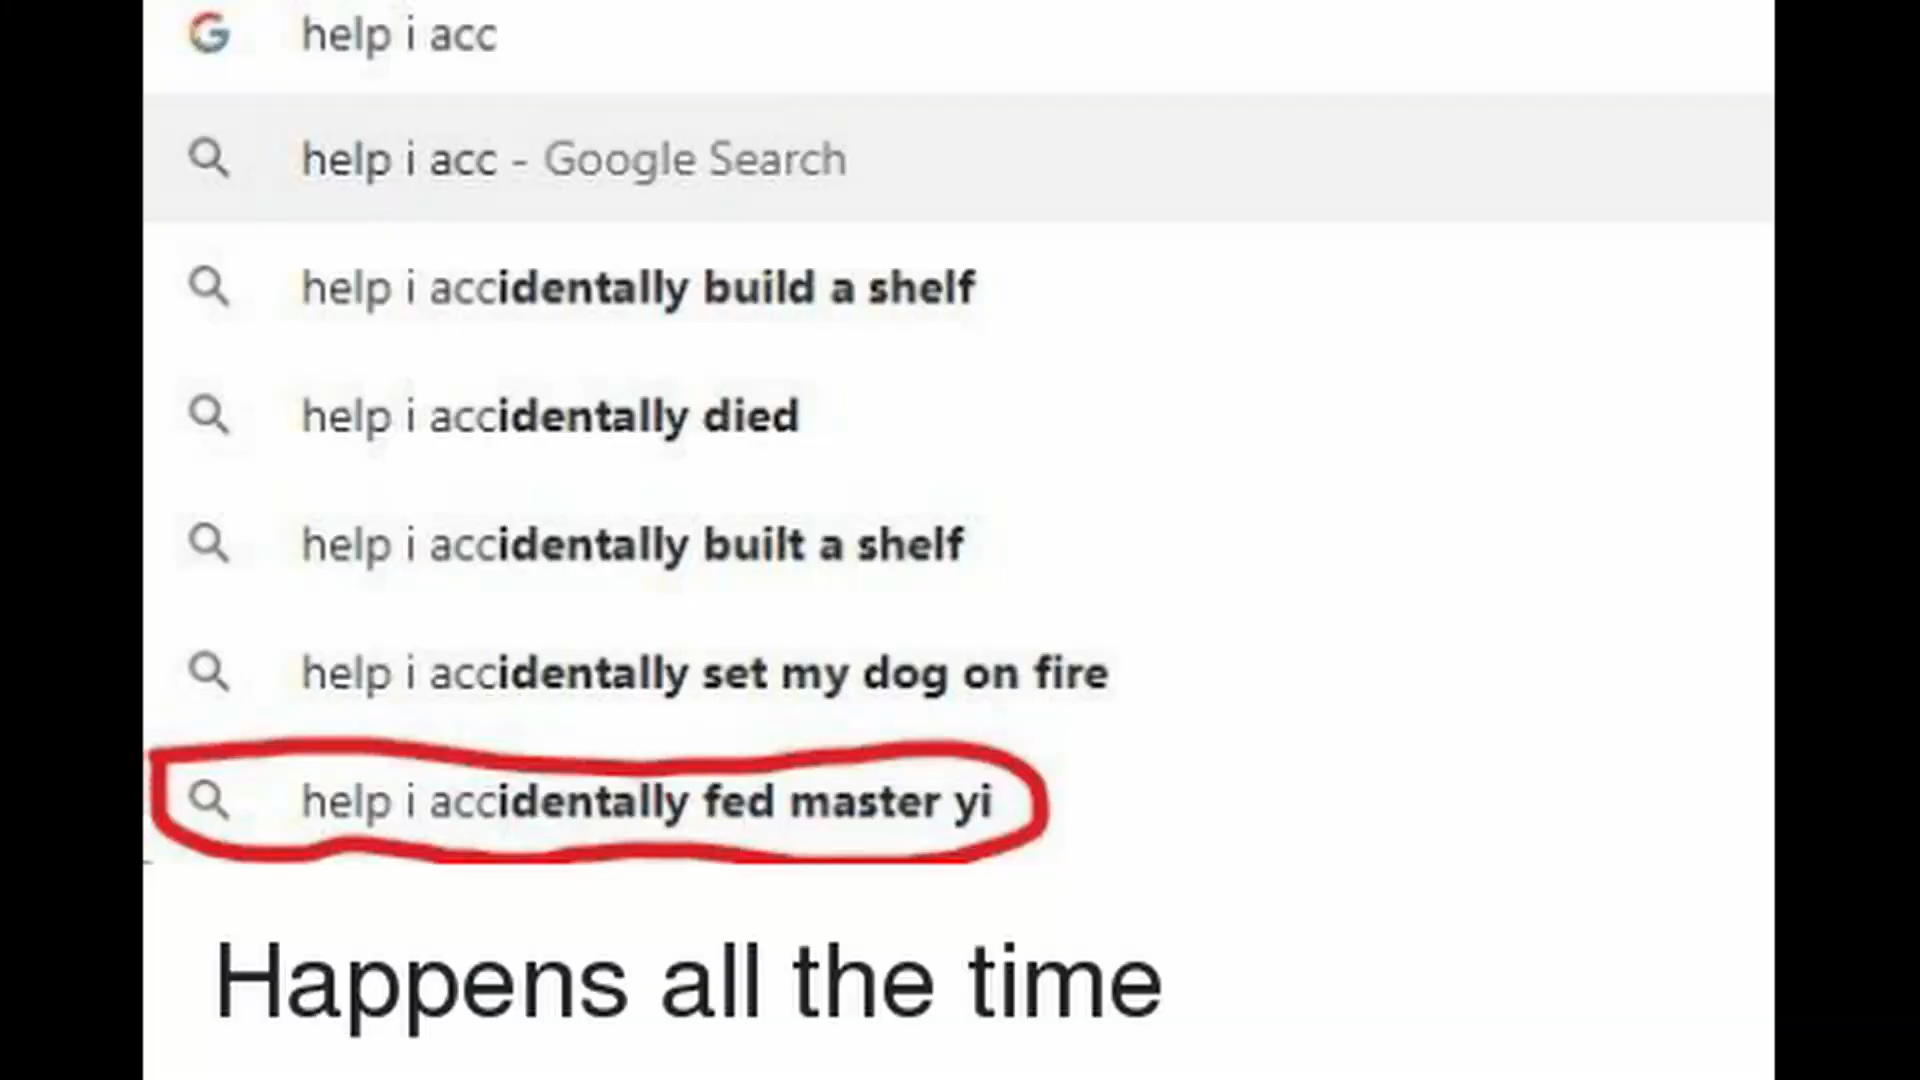 help i acc
help i acc - Google Search
help i accidentally build a shelf
help i accidentally died
help i accidentally built a shelf
help i accidentally set my dog on fire
help i accidentally fed master yi
Happens all the time